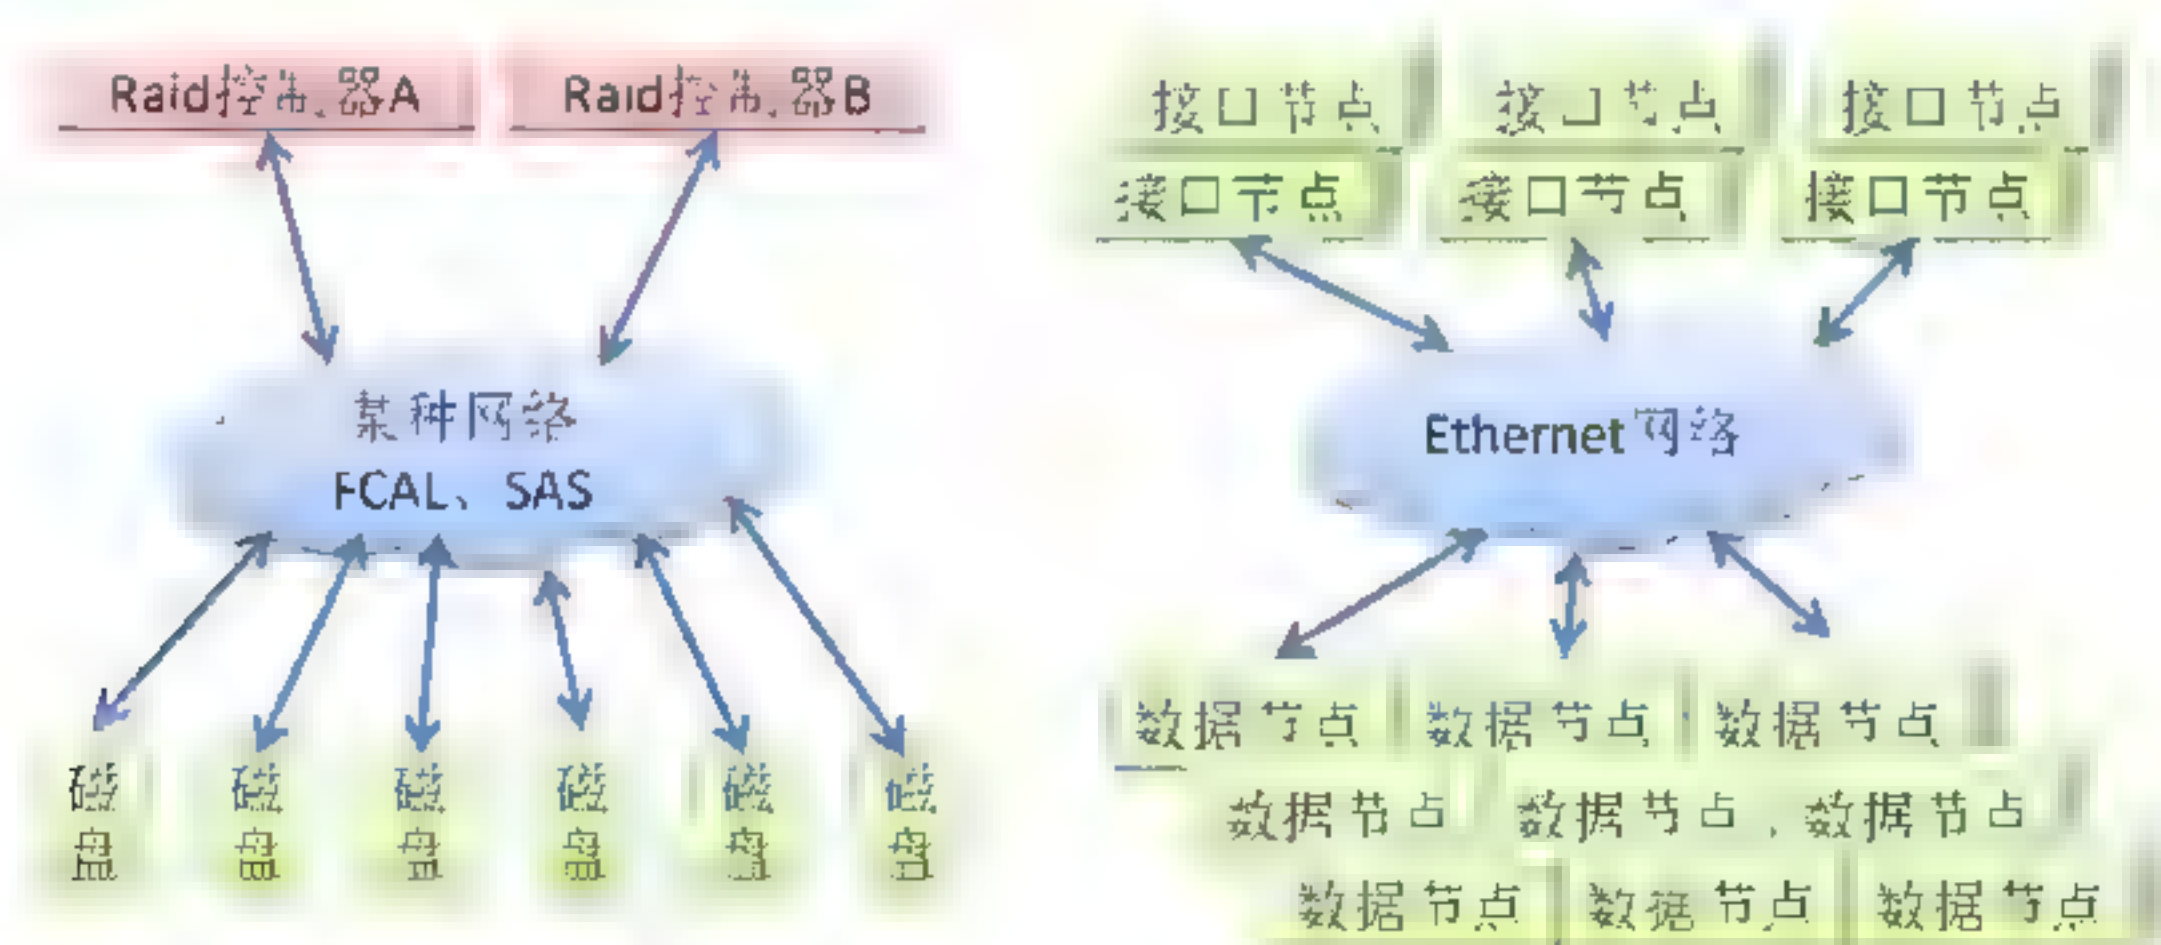 Raid控制器A Raid控制器B
某种网络
FCAL、SAS
磁盘 磁盘 磁盘 磁盘 磁盘 磁盘
接口节点 接口节点 接口节点
接口节点 接口节点 接口节点
Ethernet网络
数据节点 数据节点 数据节点
数据节点 数据节点 数据节点
数据节点 数据节点 数据节点